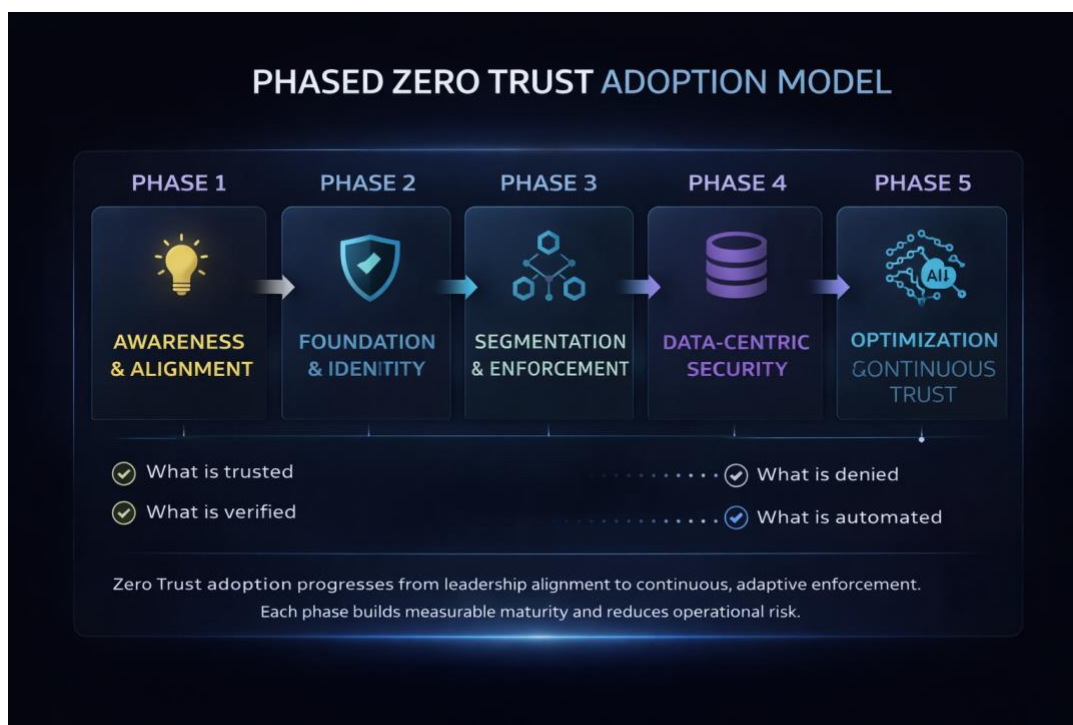 PHASED ZERO TRUST ADOPTION MODEL
PHASE 1
PHASE 2
PHASE 3
PHASE 4
PHASE 5
AWARENESS
& ALIGNMENT
FOUNDATION
& IDENITITY
SEGMENTATION
& ENFORCEMENT
DATA-CENTRIC
SECURITY
AI
OPTIMIZATION
GONTINUOUS
TRUST
What is trusted
What is verified
What is denied
What is automated
Zero Trust adoption progresses from leadership alignment to continuous, adaptive enforcement.
Each phase builds measurable maturity and reduces operational risk.